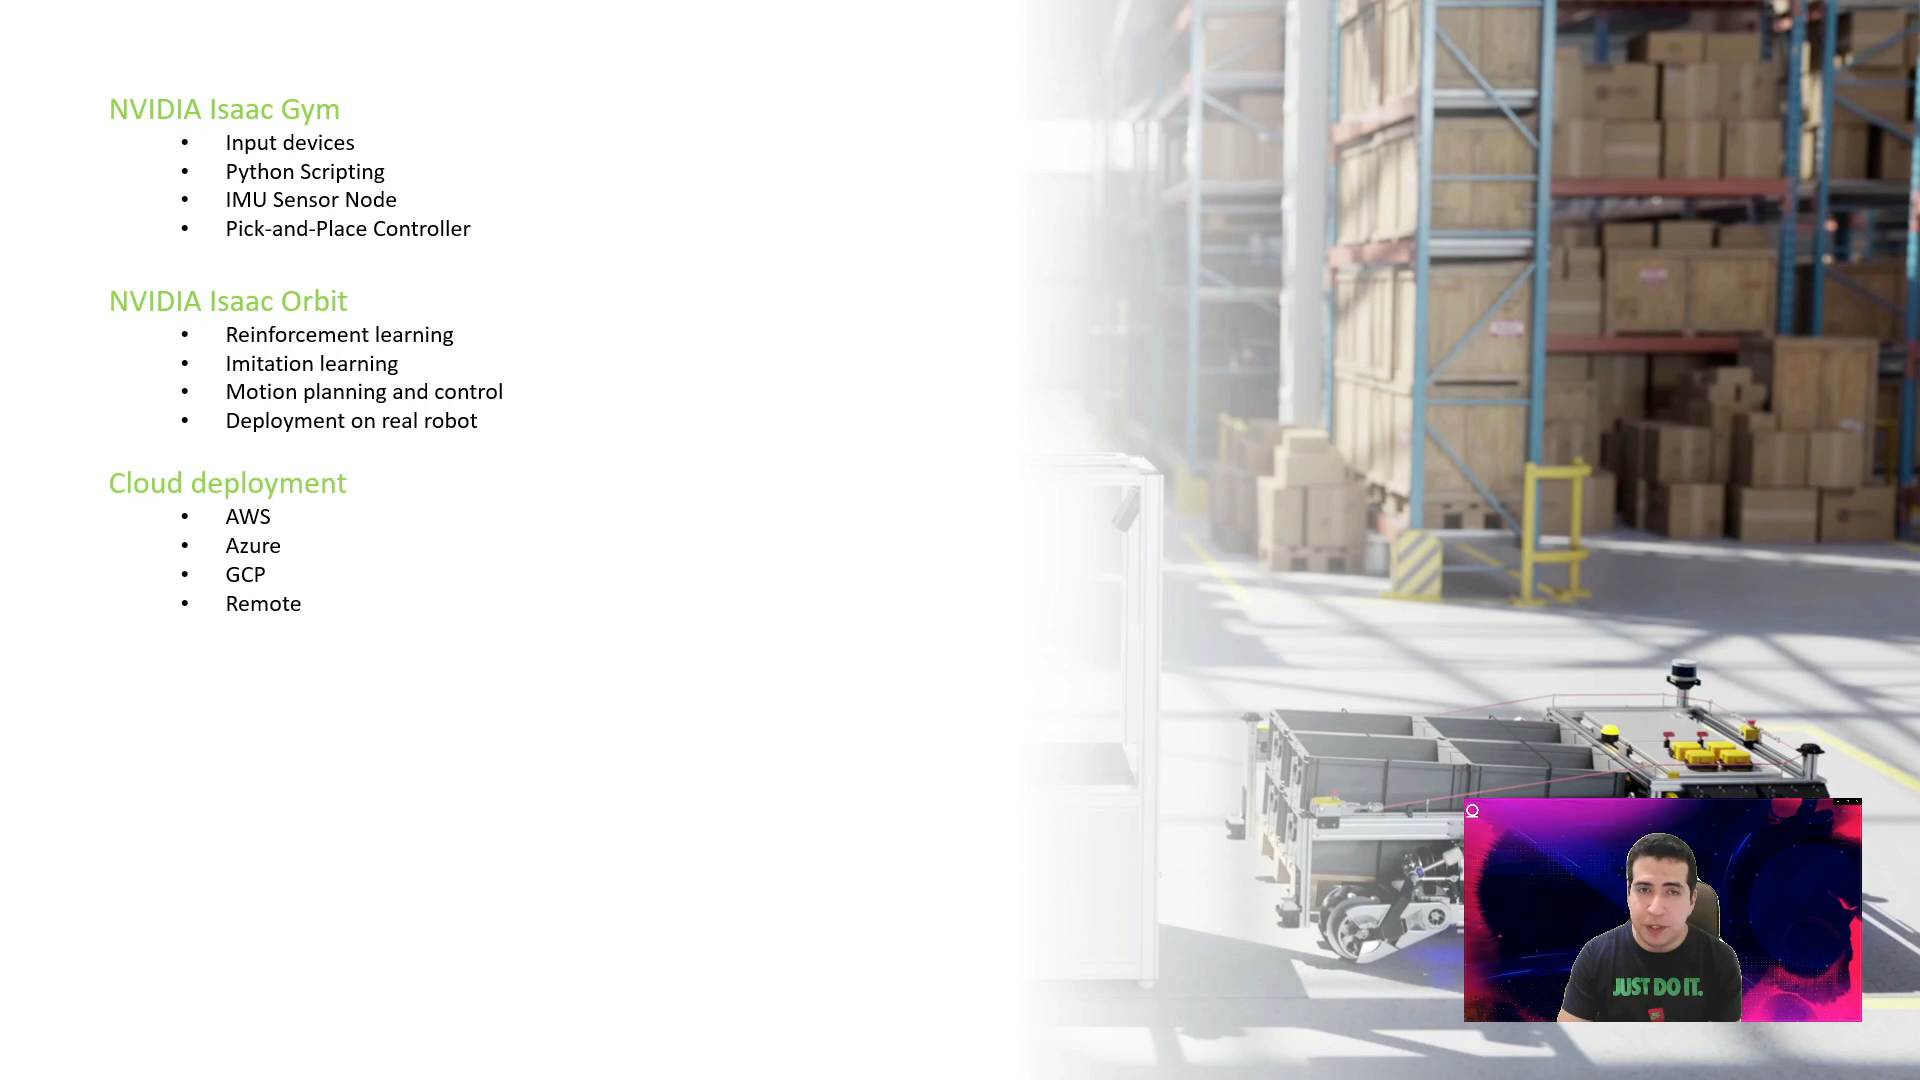 NVIDIA Isaac Gym
• Input devices
• Python Scripting
• IMU Sensor Node
• Pick-and-Place Controller
NVIDIA Isaac Orbit
• Reinforcement learning
• Imitation learning
• Motion planning and control
• Deployment on real robot
Cloud deployment
• AWS
• Azure
• GCP
• Remote
JUST DO IT.